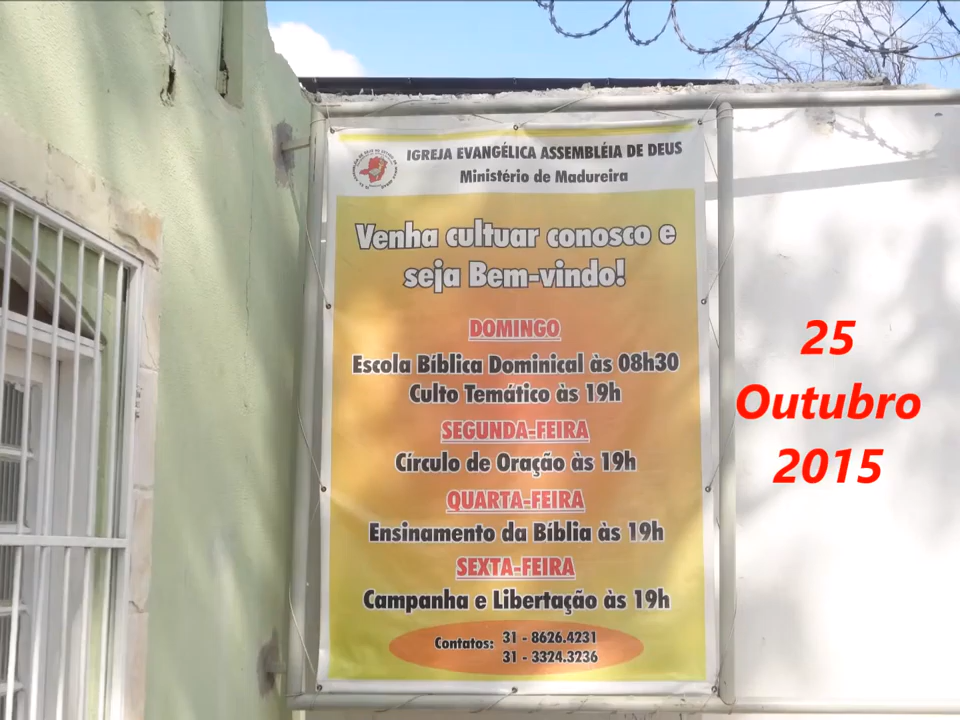 IGREJA EVANGÉLICA ASSEMBLÉIA DE DEUS
Ministério de Madureira
Venha cultuar conosco e
seja Bem-vindo!
DOMINGO
Escola Bíblica Dominical às 08h30
Culto Temático às 19h
SEGUNDA-FEIRA
Círculo de Oração às 19h
QUARTA-FEIRA
Ensinamento da Bíblia às 19h
SEXTA-FEIRA
Campanha e Libertação às 19h
Contatos: 31 - 8626.4231
31 - 3324.3236
25
Outubro
2015